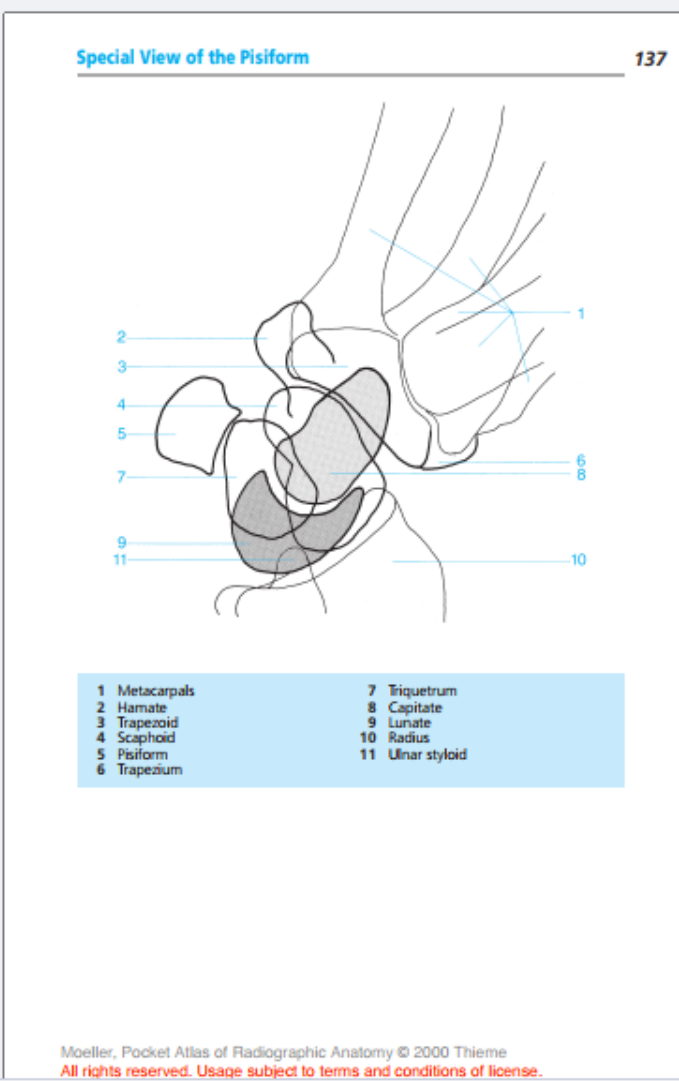 Special View of the Pisiform 137
1
2
3
4
5
6
8
7
9
11
10
1 Metacarpals
2 Hamate
3 Trapezoid
4 Scaphoid
5 Pisiform
6 Trapezium
7 Triquetrum
8 Capitate
9 Lunate
10 Radius
11 Ulnar styloid
Moeller, Pocket Atlas of Radiographic Anatomy © 2000 Thieme
All rights reserved. Usage subject to terms and conditions of license.